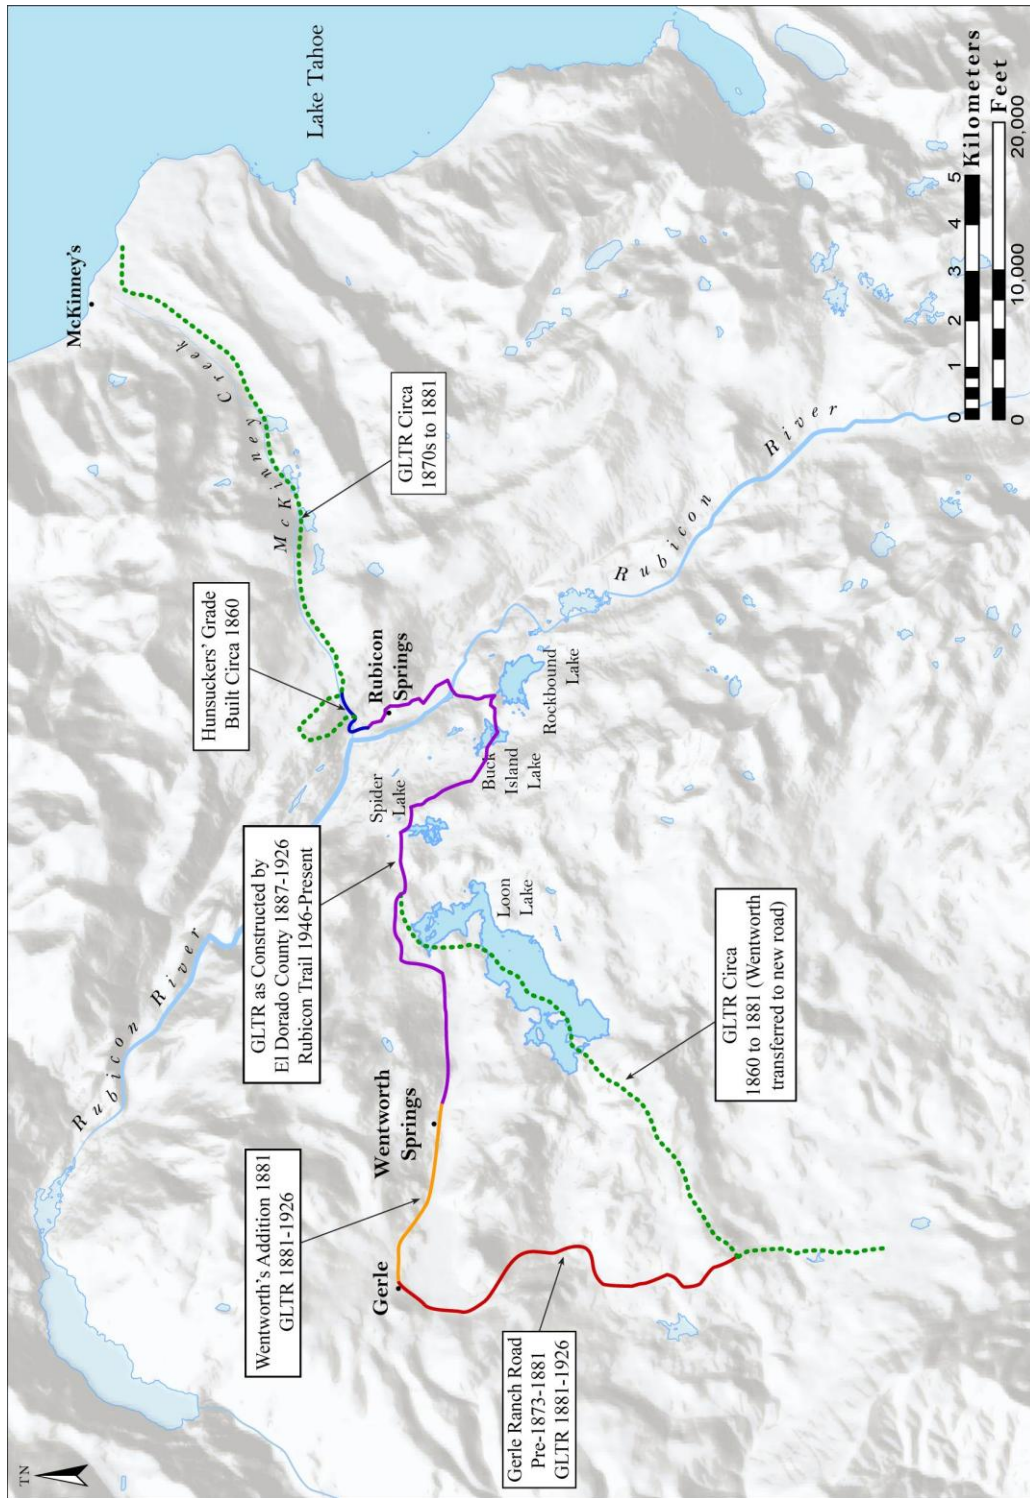 TN
McKinney's
Lake Tahoe
McKinney Creek
GLTR Circa
1870s to 1881
Hunsuckers' Grade
Built Circa 1860
Rubicon
Springs
Rubicon River
Rockbound
Lake
Buck
Island
Lake
Spider
Lake
GLTR as Constructed by
El Dorado County 1887-1926
Rubicon Trail 1946-Present
Rubicon River
Loon
Lake
Wentworth
Springs
Wentworth's Addition 1881
GLTR 1881-1926
Gerle
Gerle Ranch Road
Pre-1873-1881
GLTR 1881-1926
GLTR Circa
1860 to 1881 (Wentworth
transferred to new road)
0 1 2 3 4 5
Kilometers
Feet
0 10,000 20,000